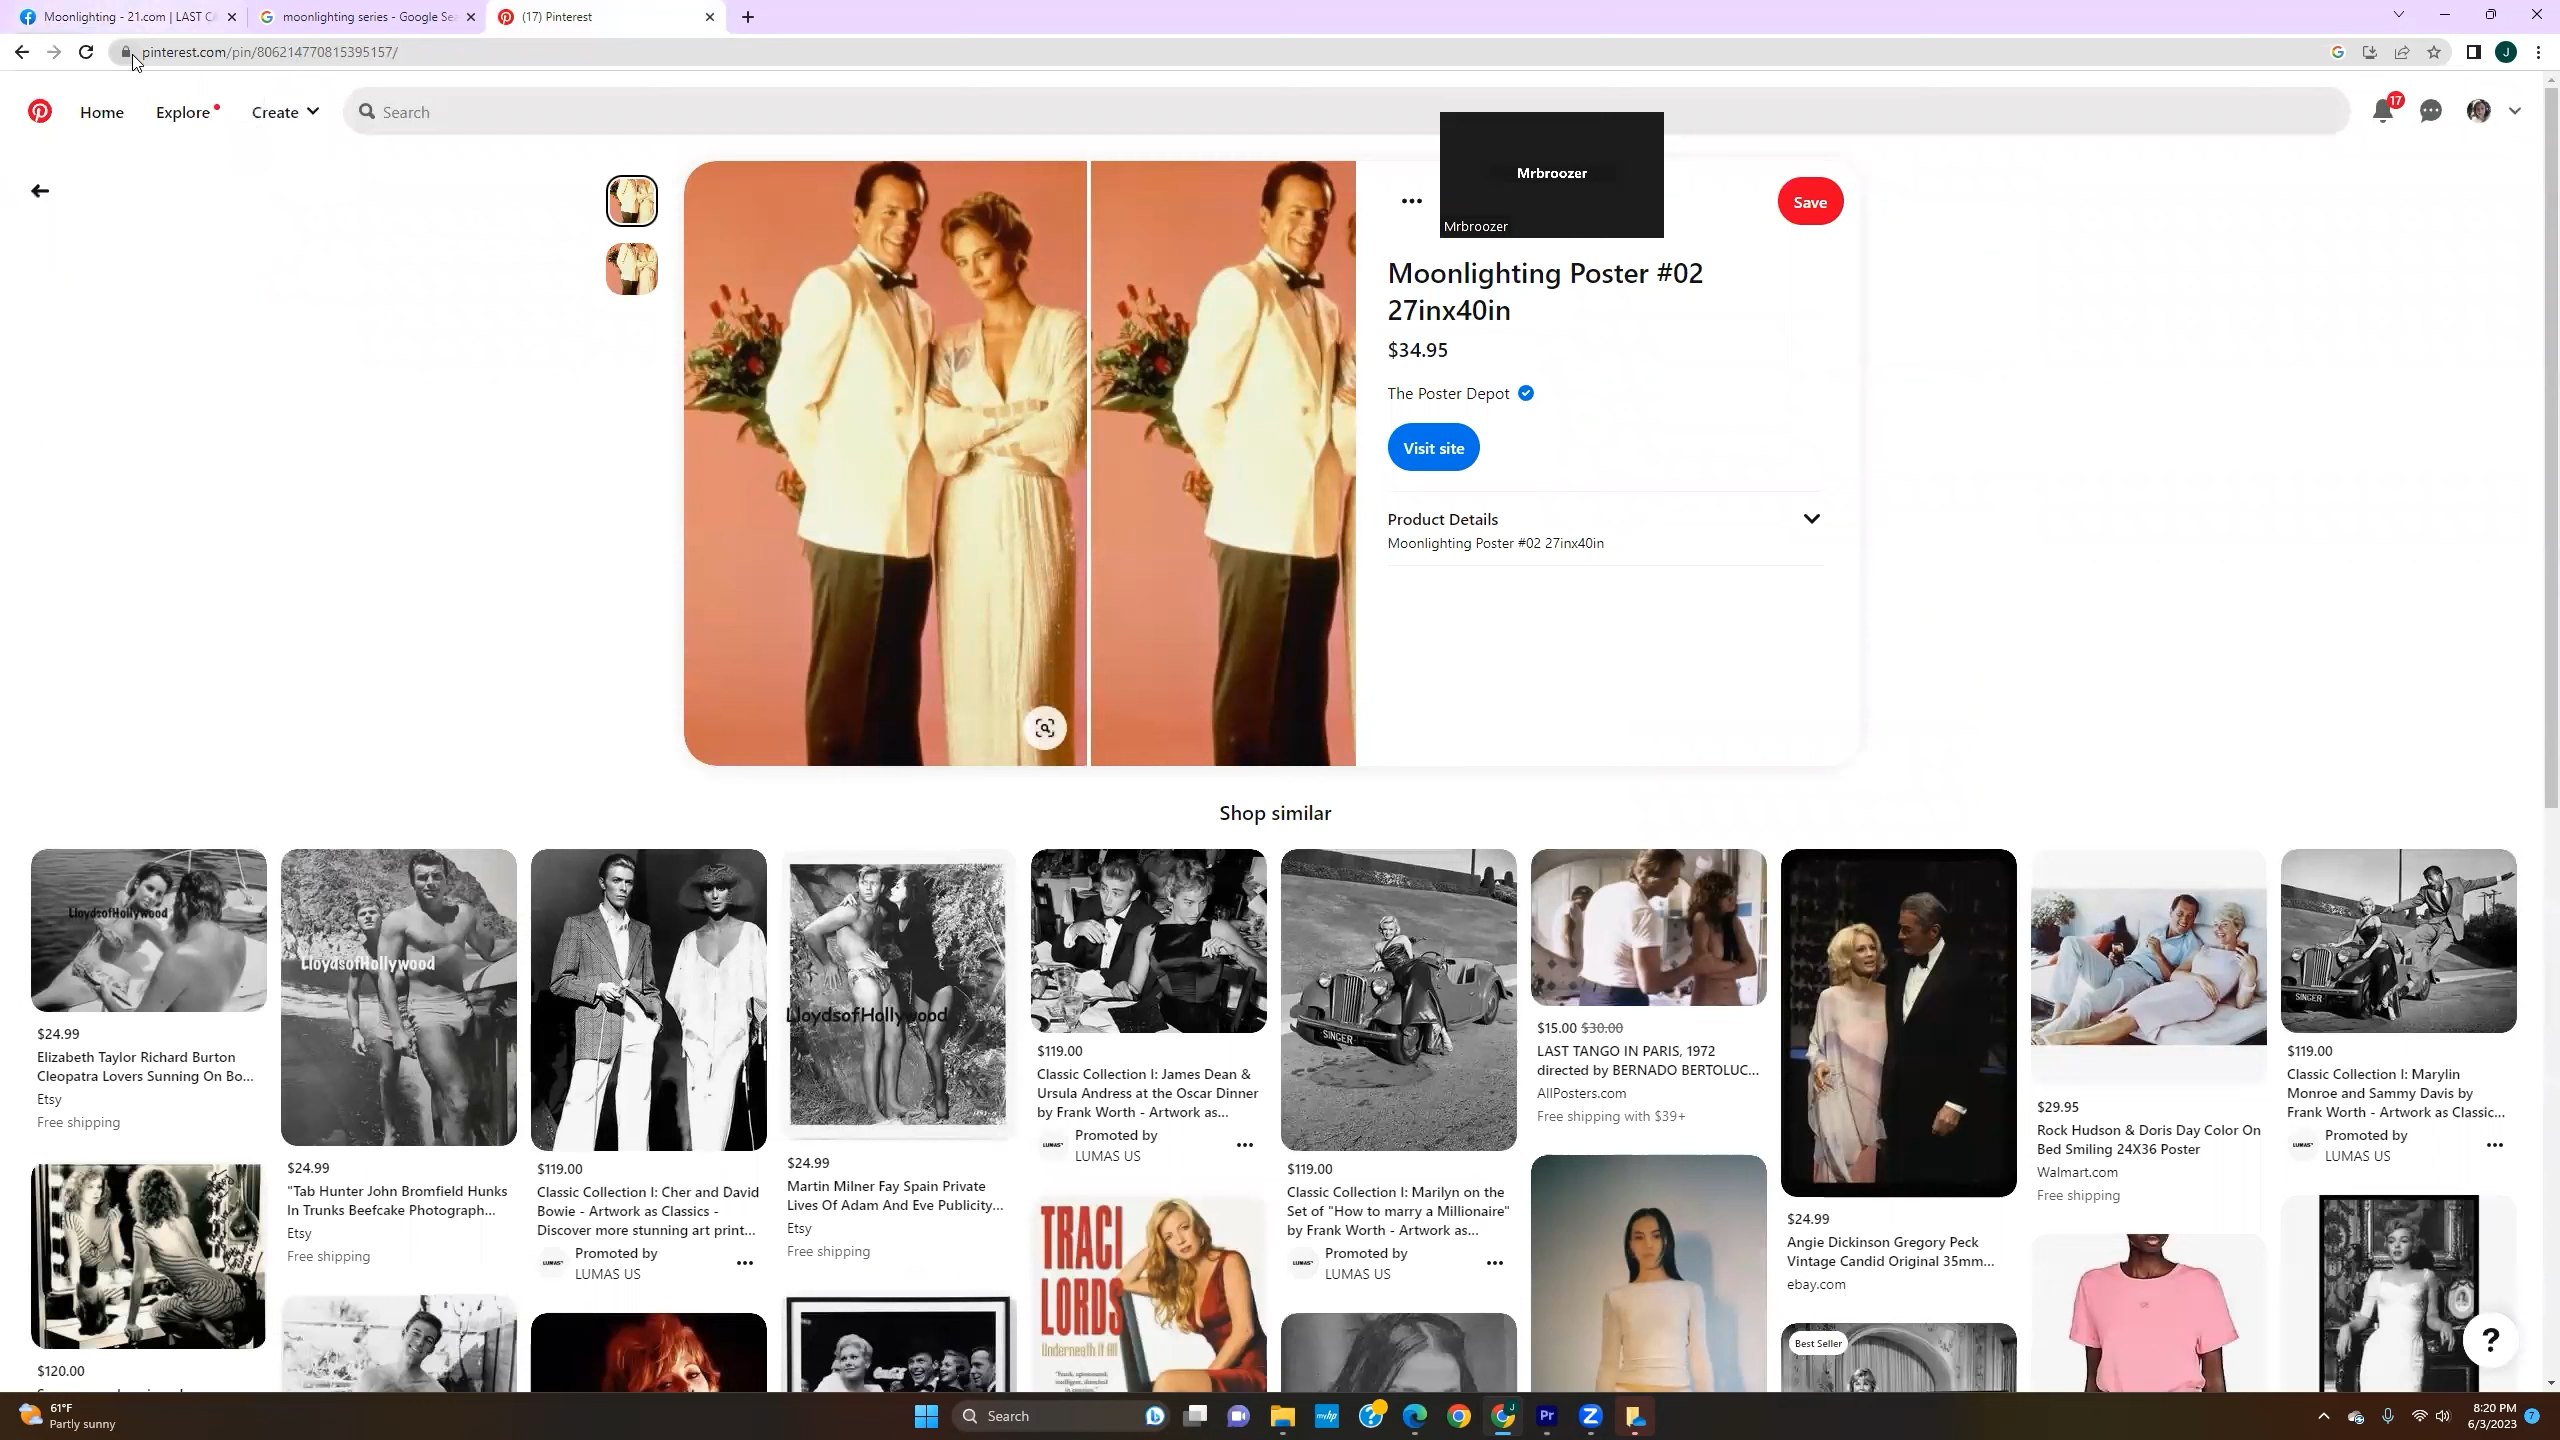 Moonlighting - 21.com | LAST CA
moonlighting series - Google Sea
(17) Pinterest
pinterest.com/pin/806214770815395157/
J
Home
Explore
Create
Search
17
Mrbroozer
Mrbroozer
Save
Moonlighting Poster #02
27inx40in
$34.95
The Poster Depot
Visit site
Product Details
Moonlighting Poster #02 27inx40in
Shop similar
LloydsofHollywood
$24.99
Elizabeth Taylor Richard Burton
Cleopatra Lovers Sunning On Bo...
Etsy
Free shipping
$120.00
LloydsofHollywood
$24.99
"Tab Hunter John Bromfield Hunks
In Trunks Beefcake Photograph...
Etsy
Free shipping
$119.00
Classic Collection I: Cher and David
Bowie - Artwork as Classics -
Discover more stunning art print...
LUMAS
Promoted by
LUMAS US
LloydsofHollywood
$24.99
Martin Milner Fay Spain Private
Lives Of Adam And Eve Publicity...
Etsy
Free shipping
$119.00
Classic Collection I: James Dean &
Ursula Andress at the Oscar Dinner
by Frank Worth - Artwork as...
LUMAS
Promoted by
LUMAS US
TRACI
LORDS
Underneath It All
SINGER
$119.00
Classic Collection I: Marilyn on the
Set of "How to marry a Millionaire"
by Frank Worth - Artwork as...
LUMAS
Promoted by
LUMAS US
$15.00 $30.00
LAST TANGO IN PARIS, 1972
directed by BERNADO BERTOLUC...
AllPosters.com
Free shipping with $39+
$24.99
Angie Dickinson Gregory Peck
Vintage Candid Original 35mm...
ebay.com
Best Seller
$29.95
Rock Hudson & Doris Day Color On
Bed Smiling 24X36 Poster
Walmart.com
Free shipping
SINGER
$119.00
Classic Collection I: Marylin
Monroe and Sammy Davis by
Frank Worth - Artwork as Classic...
LUMAS
Promoted by
LUMAS US
?
61°F
Partly sunny
Search
myhp
J
Pr
8:20 PM
6/3/2023
7